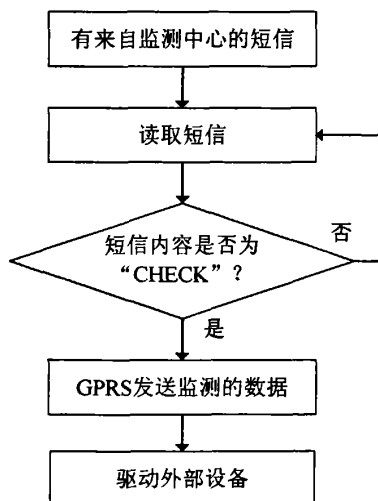 有来自监测中心的短信
读取短信
短信内容是否为
“CHECK”？
否
是
GPRS发送监测的数据
驱动外部设备